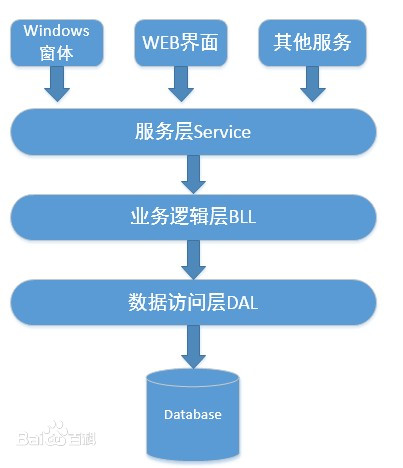 Windows
窗体
WEB界面
其他服务
服务层Service
业务逻辑层BLL
数据访问层DAL
Database
Bai百科